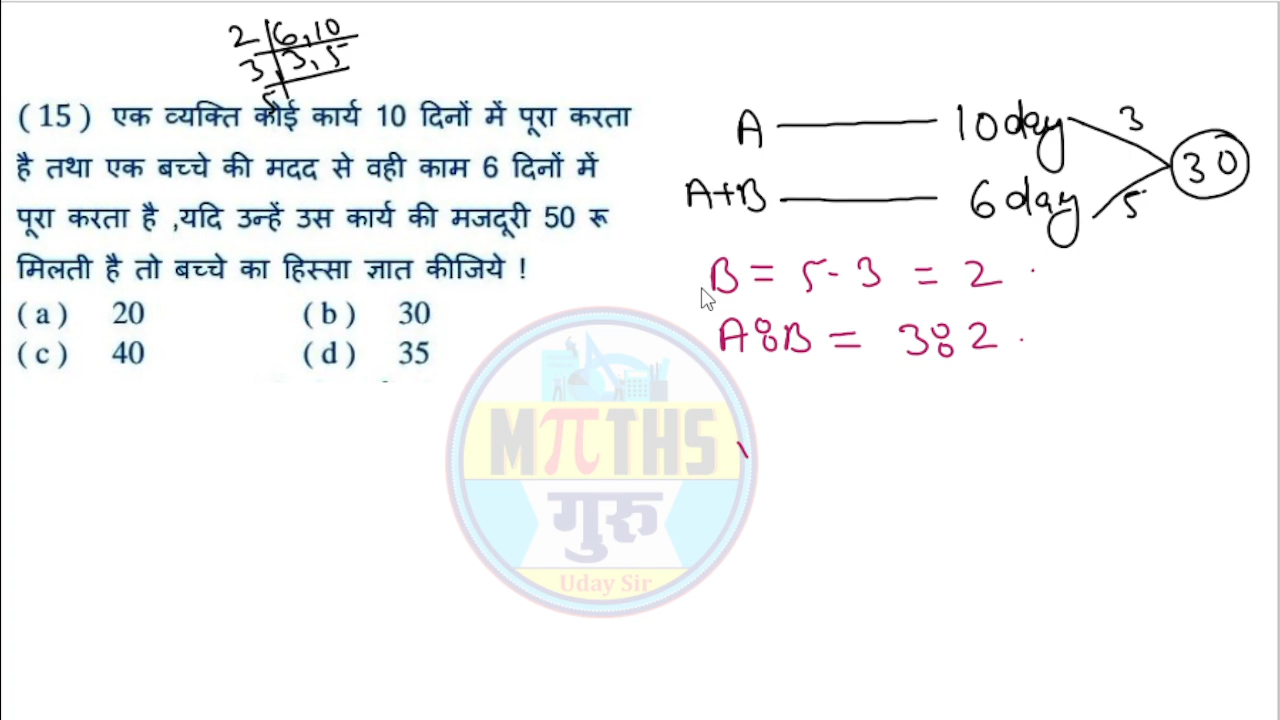 2 | 6, 10
3 | 3, 5
5
(15) एक व्यक्ति कोई कार्य 10 दिनों में पूरा करता
है तथा एक बच्चे की मदद से वही काम 6 दिनों में
पूरा करता है ,यदि उन्हें उस कार्य की मजदूरी 50 रू
मिलती है तो बच्चे का हिस्सा ज्ञात कीजिये !
(a) 20 (b) 30
(c) 40 (d) 35
A — 10 day 3
30
A+B — 6 day 5
B = 5 - 3 = 2
A:B = 3:2
MπTHS
गुरु
Uday Sir